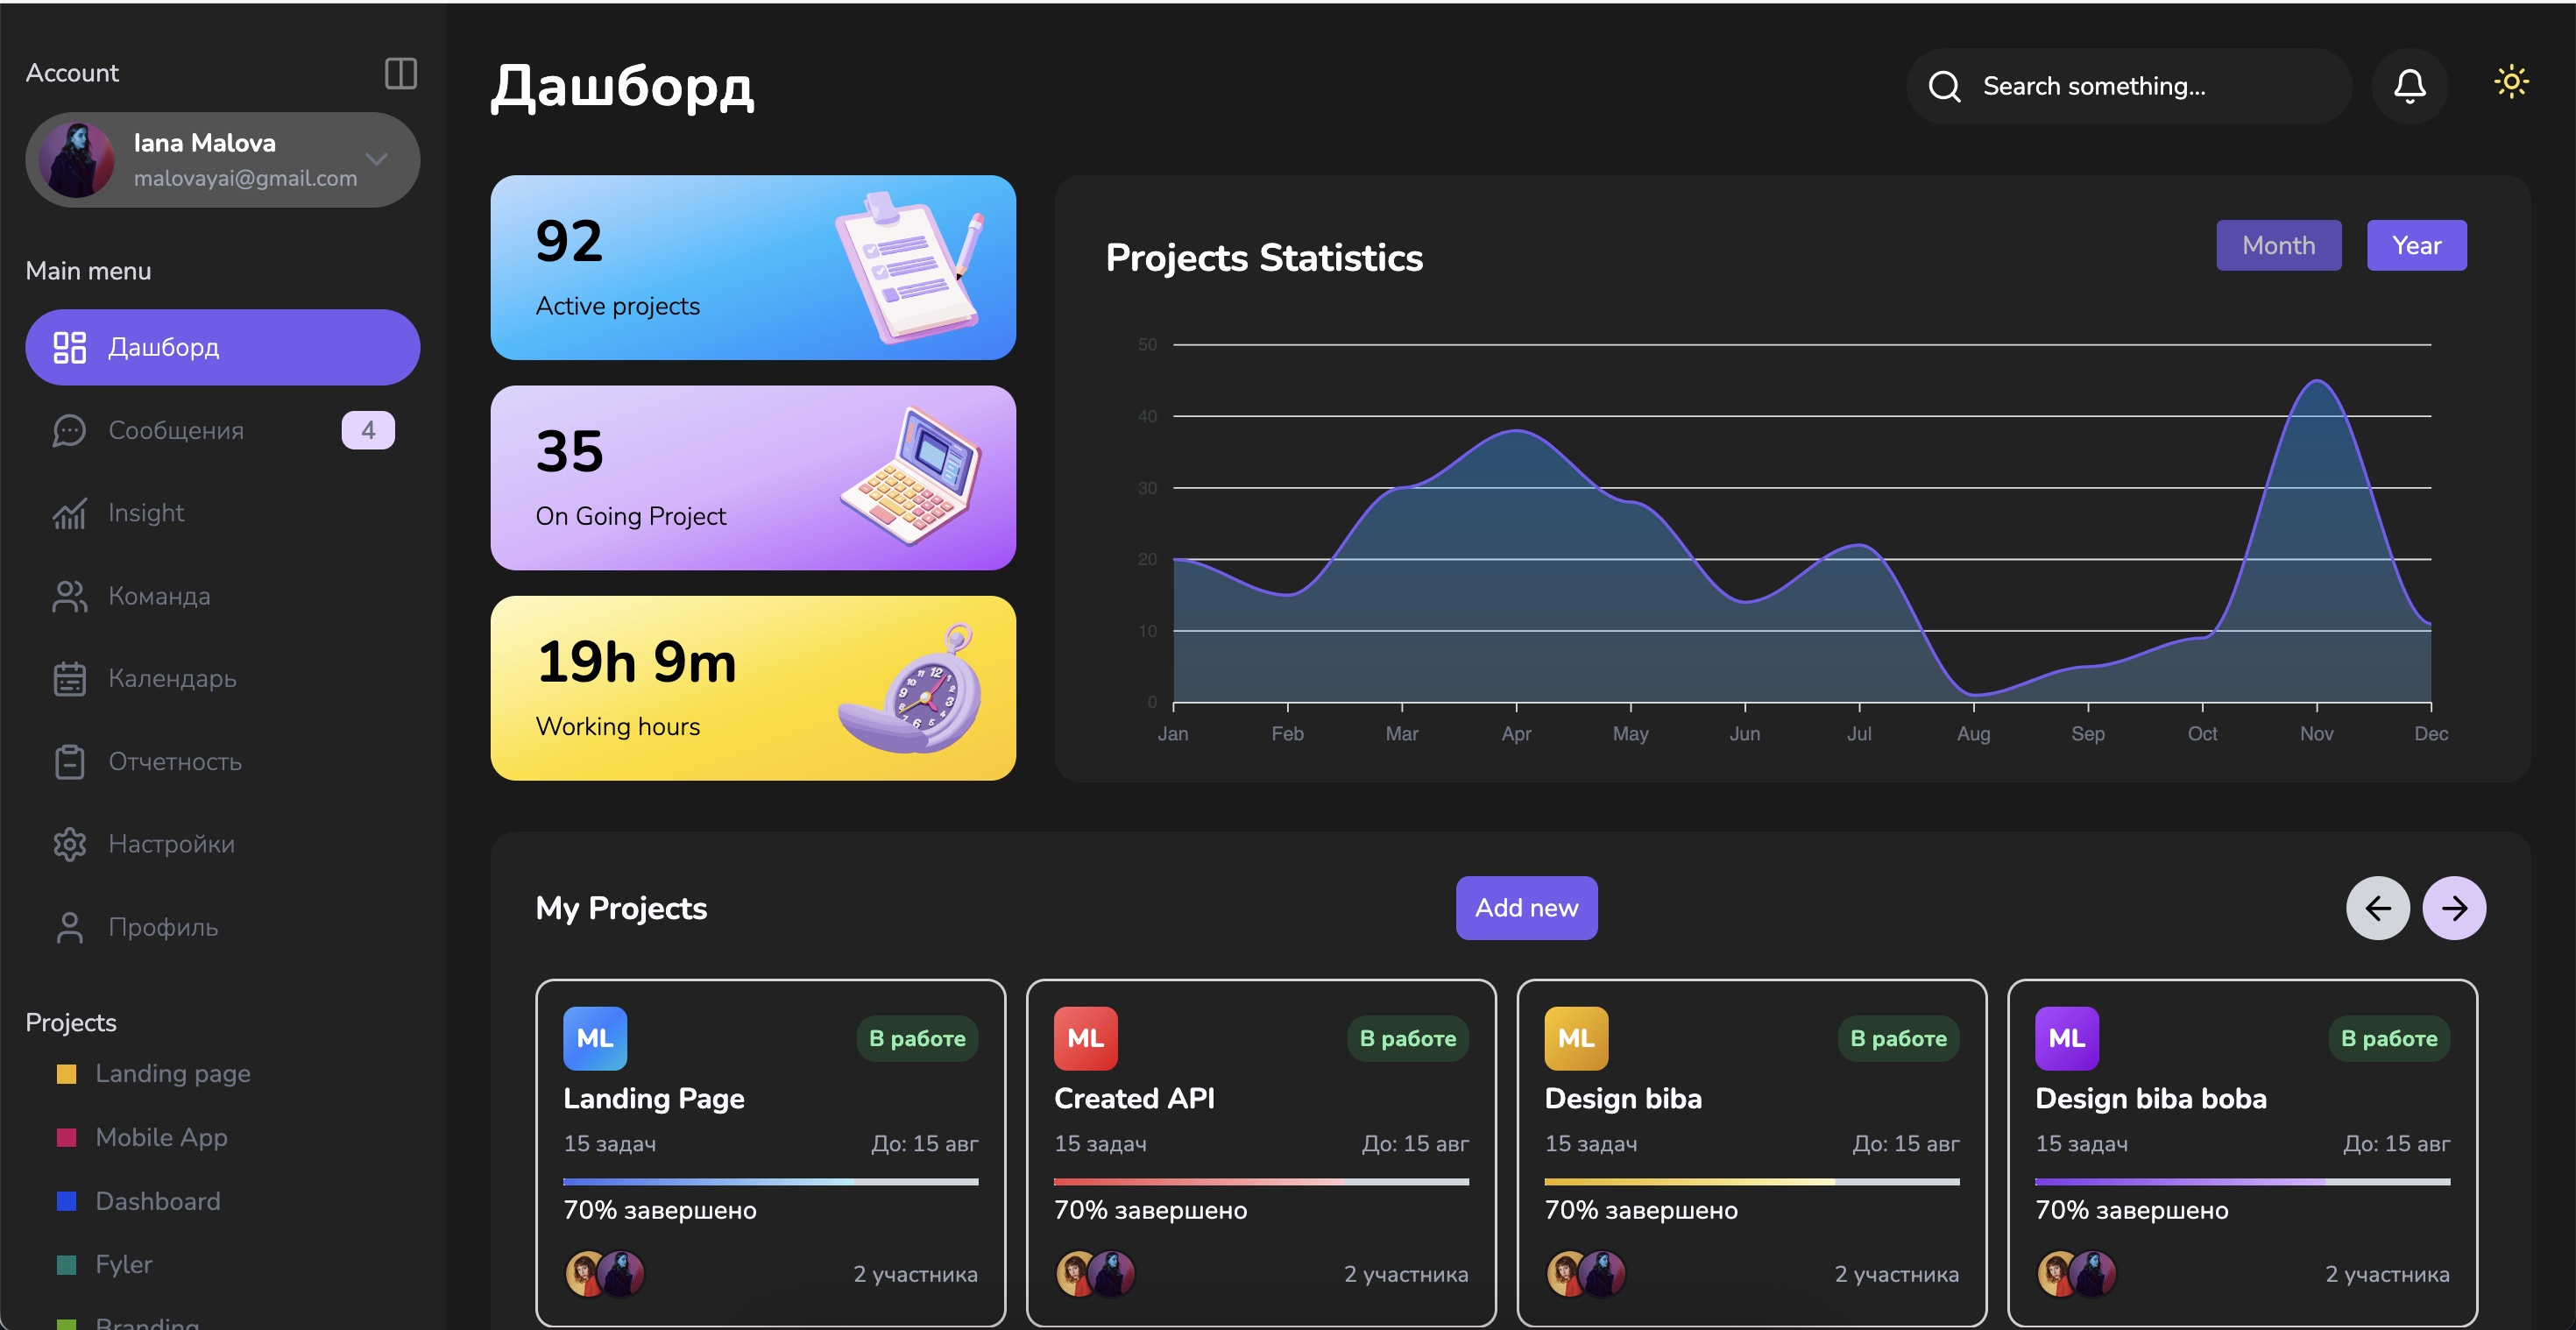 Account
Iana Malova
malovayai@gmail.com
Main menu
Дашборд
Сообщения 4
Insight
Команда
Календарь
Отчетность
Настройки
Профиль
Projects
Landing page
Mobile App
Dashboard
Fyler
Branding
Дашборд
Search something...
92
Active projects
35
On Going Project
19h 9m
Working hours
Projects Statistics
Month Year
50
40
30
20
10
0
Jan Feb Mar Apr May Jun Jul Aug Sep Oct Nov Dec
My Projects
Add new
ML В работе
Landing Page
15 задач До: 15 авг
70% завершено
2 участника
ML В работе
Created API
15 задач До: 15 авг
70% завершено
2 участника
ML В работе
Design biba
15 задач До: 15 авг
70% завершено
2 участника
ML В работе
Design biba boba
15 задач До: 15 авг
70% завершено
2 участника